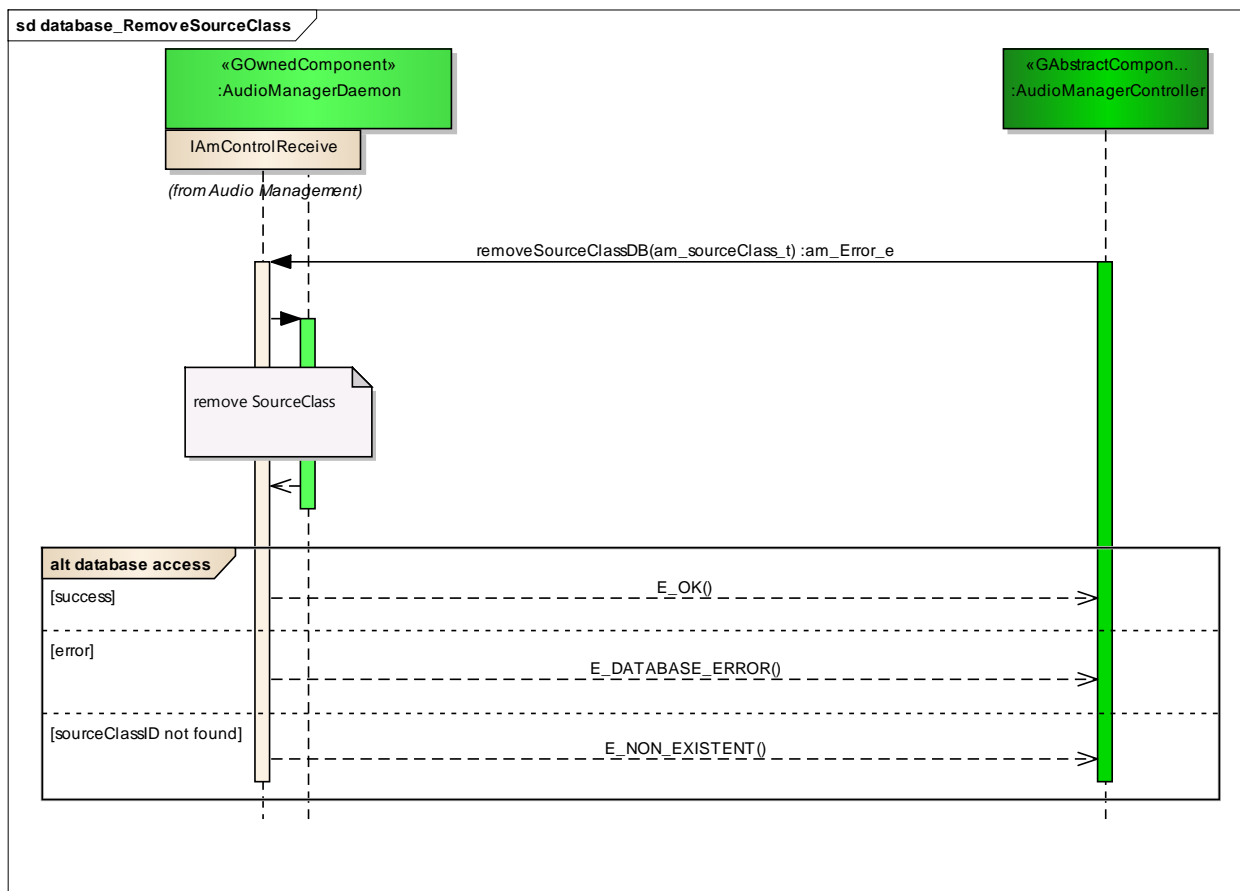 sd database_RemoveSourceClass
«GOwnedComponent»
:AudioManagerDaemon
«GAbstractCompon...
:AudioManagerController
IAmControlReceive
(from Audio Management)
removeSourceClassDB(am_sourceClass_t) :am_Error_e
remove SourceClass
alt database access
[success]
E_OK()
[error]
E_DATABASE_ERROR()
[sourceClassID not found]
E_NON_EXISTENT()